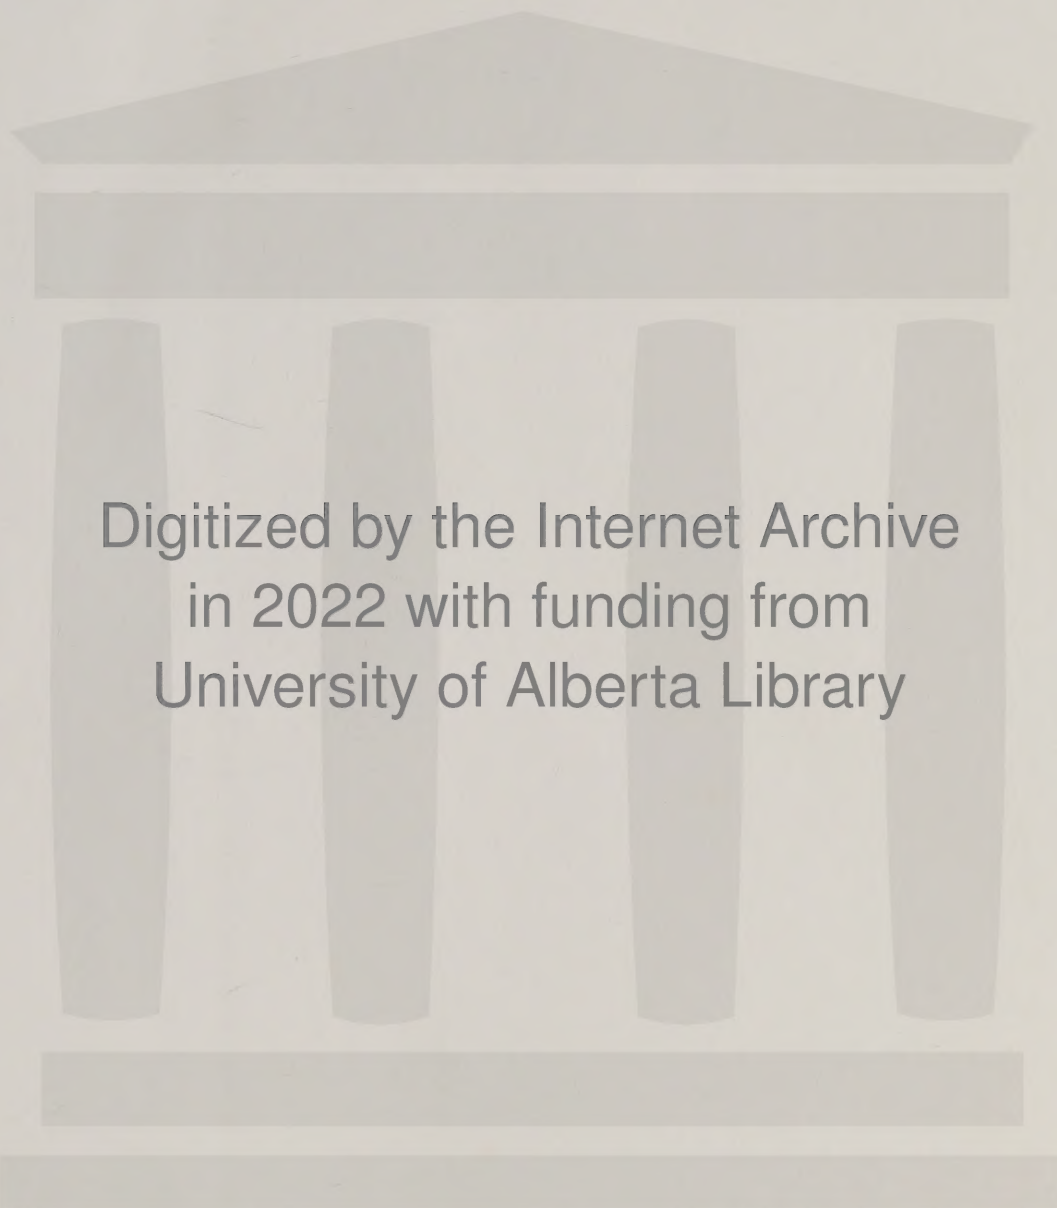 Digitized by the Internet Archive
in 2022 with funding from
University of Alberta Library